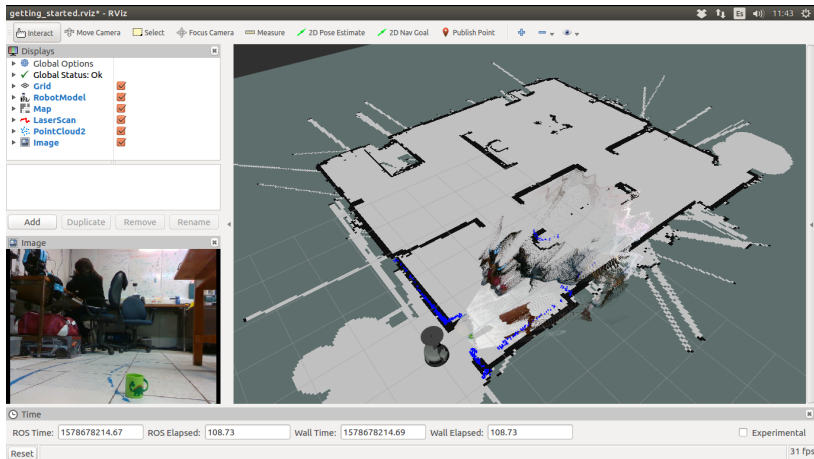 getting_started.rviz* - RViz
Es 11:43
Interact Move Camera Select Focus Camera Measure 2D Pose Estimate 2D Nav Goal Publish Point
Displays
Global Options
Global Status: Ok
Grid
RobotModel
Map
LaserScan
PointCloud2
Image
Add Duplicate Remove Rename
Image
Time
ROS Time: 1578678214.67 ROS Elapsed: 108.73 Wall Time: 1578678214.69 Wall Elapsed: 108.73 Experimental
Reset 31 fps